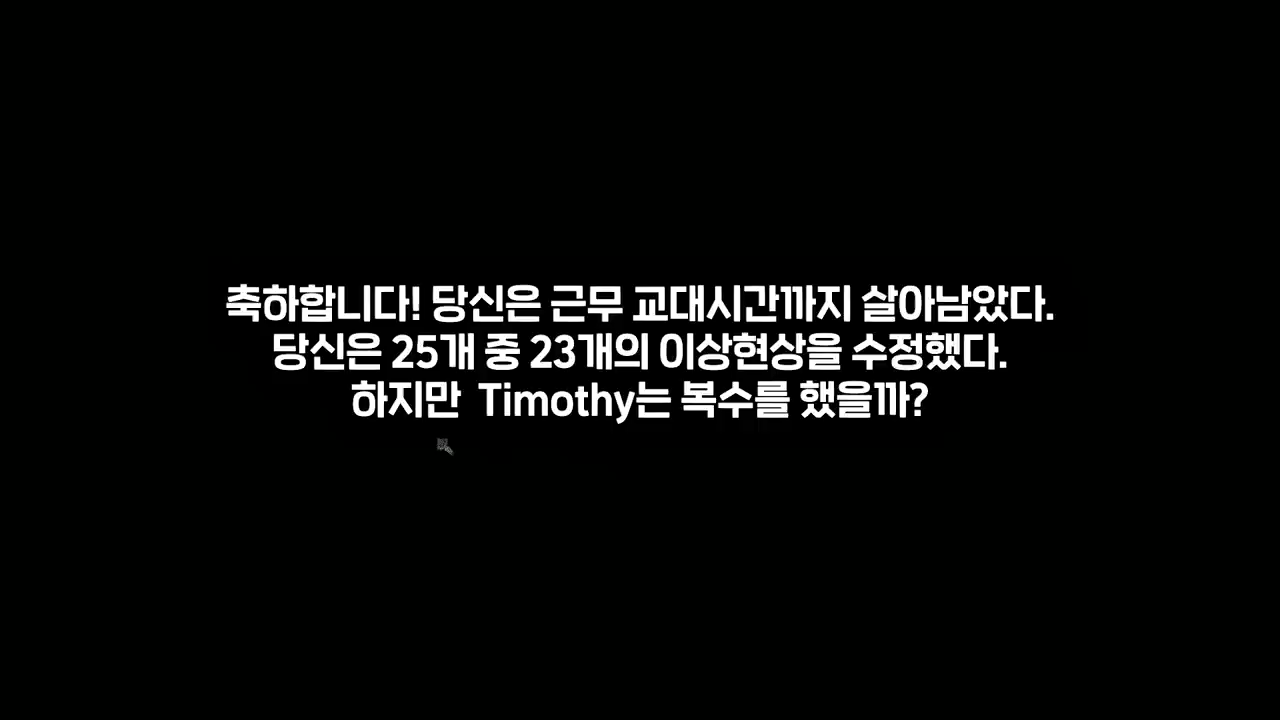 축하합니다! 당신은 근무 교대시간까지 살아남았다.
당신은 25개 중 23개의 이상현상을 수정했다.
하지만 Timothy는 복수를 했을까?